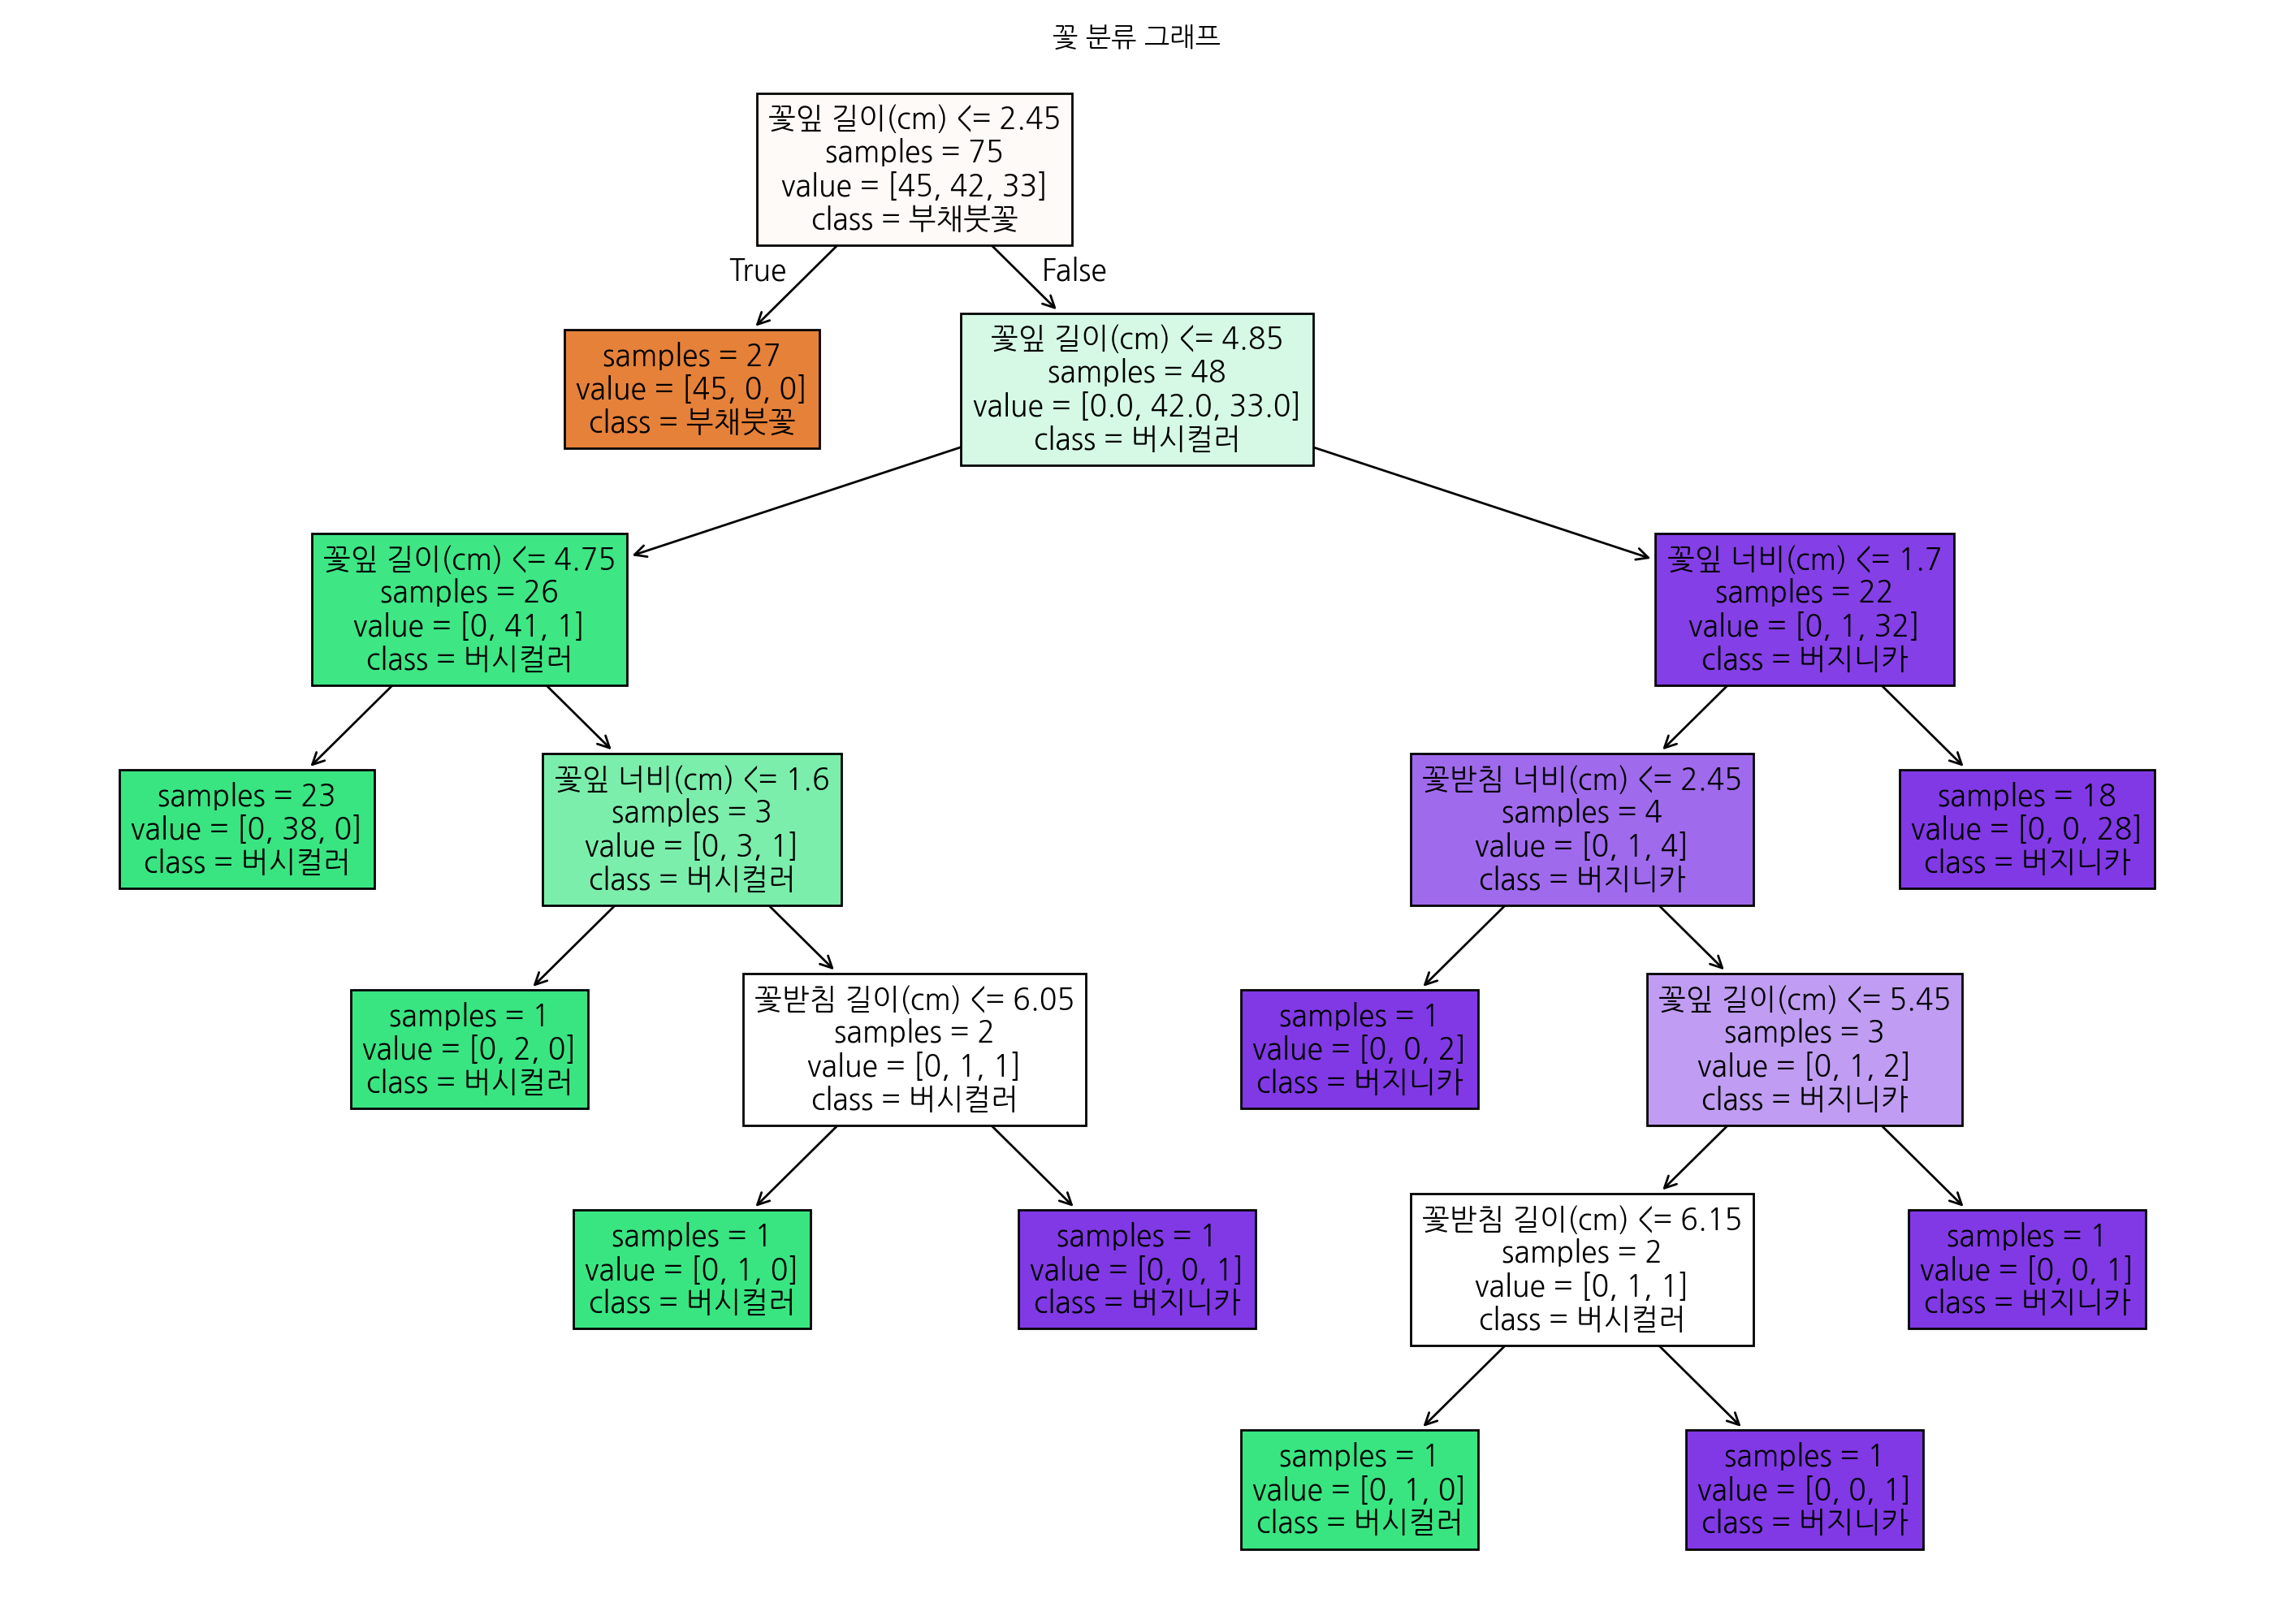 꽃 분류 그래프
꽃잎 길이(cm) <= 2.45
samples = 75
value = [45, 42, 33]
class = 부채붓꽃
True
False
samples = 27
value = [45, 0, 0]
class = 부채붓꽃
꽃잎 길이(cm) <= 4.85
samples = 48
value = [0.0, 42.0, 33.0]
class = 버시컬러
꽃잎 길이(cm) <= 4.75
samples = 26
value = [0, 41, 1]
class = 버시컬러
꽃잎 너비(cm) <= 1.7
samples = 22
value = [0, 1, 32]
class = 버지니카
samples = 23
value = [0, 38, 0]
class = 버시컬러
꽃잎 너비(cm) <= 1.6
samples = 3
value = [0, 3, 1]
class = 버시컬러
꽃받침 너비(cm) <= 2.45
samples = 4
value = [0, 1, 4]
class = 버지니카
samples = 18
value = [0, 0, 28]
class = 버지니카
samples = 1
value = [0, 2, 0]
class = 버시컬러
꽃받침 길이(cm) <= 6.05
samples = 2
value = [0, 1, 1]
class = 버시컬러
samples = 1
value = [0, 0, 2]
class = 버지니카
꽃잎 길이(cm) <= 5.45
samples = 3
value = [0, 1, 2]
class = 버지니카
samples = 1
value = [0, 1, 0]
class = 버시컬러
samples = 1
value = [0, 0, 1]
class = 버지니카
꽃받침 길이(cm) <= 6.15
samples = 2
value = [0, 1, 1]
class = 버시컬러
samples = 1
value = [0, 0, 1]
class = 버지니카
samples = 1
value = [0, 1, 0]
class = 버시컬러
samples = 1
value = [0, 0, 1]
class = 버지니카